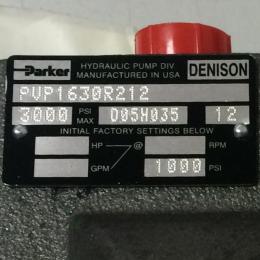 Parker HYDRAULIC PUMP DIV DENISON
MANUFACTURED IN USA
PVP1630R212
3000 PSI MAX D05H035 12
INITIAL FACTORY SETTINGS BELOW
HP @ RPM
GPM 1000 PSI